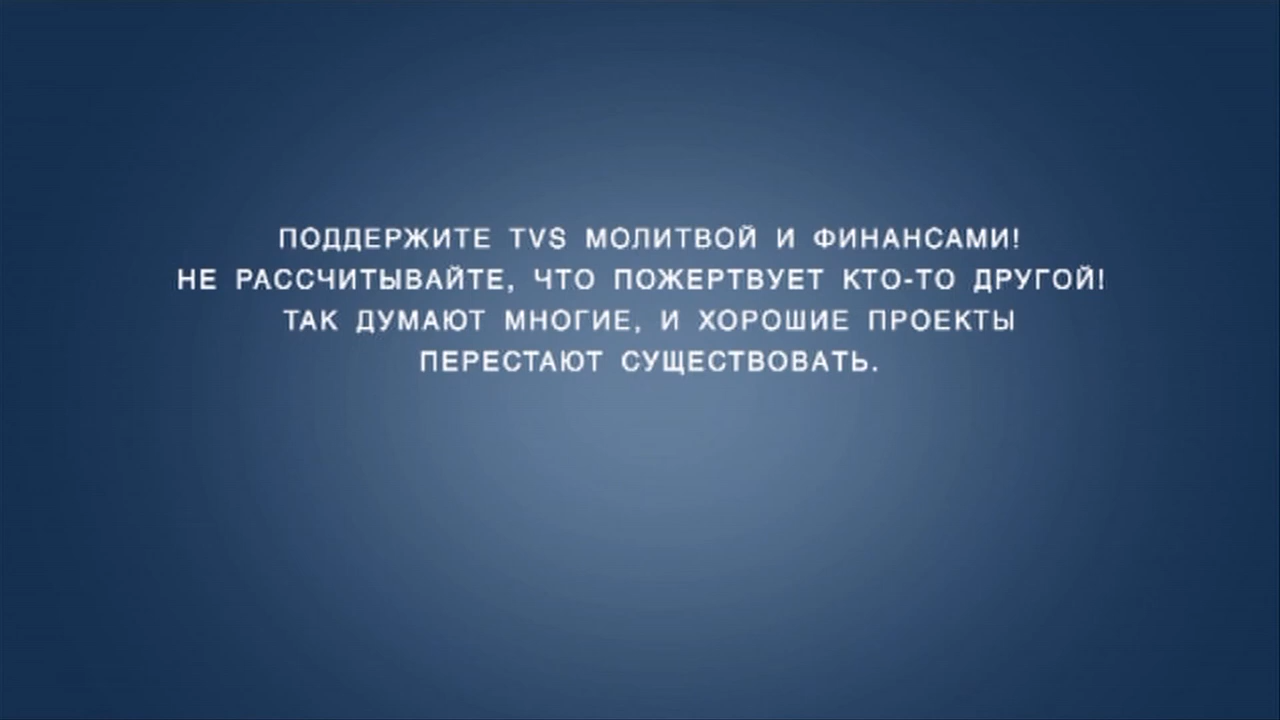 ПОДДЕРЖИТЕ TVS МОЛИТВОЙ И ФИНАНСАМИ!
НЕ РАССЧИТЫВАЙТЕ, ЧТО ПОЖЕРТВУЕТ КТО-ТО ДРУГОЙ!
ТАК ДУМАЮТ МНОГИЕ, И ХОРОШИЕ ПРОЕКТЫ
ПЕРЕСТАЮТ СУЩЕСТВОВАТЬ.